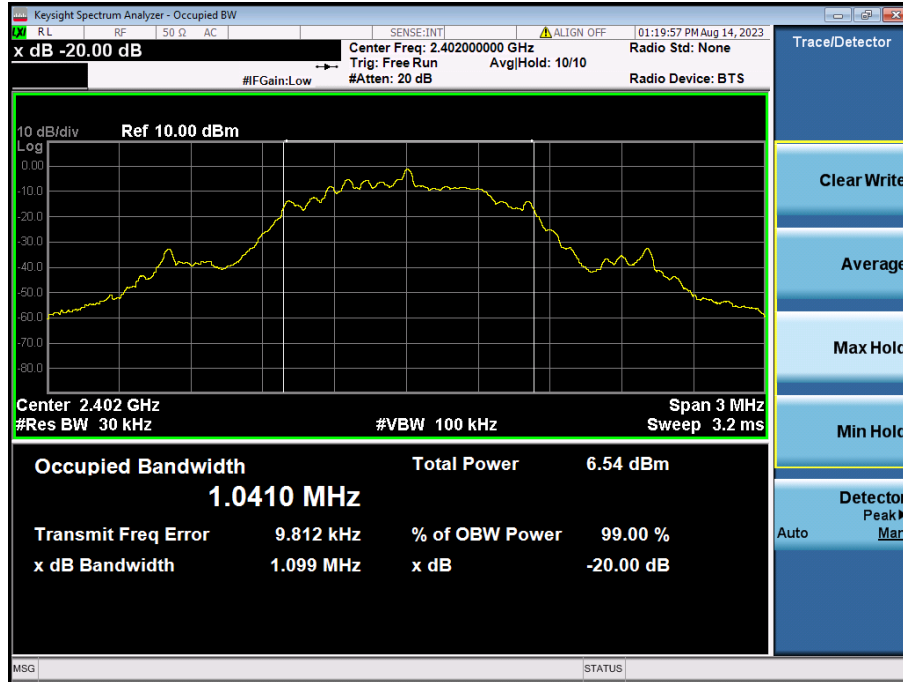 Keysight Spectrum Analyzer - Occupied BW
LXI RL RF 50 Ω AC SENSE:INT ALIGN OFF 01:19:57 PM Aug 14, 2023
x dB -20.00 dB
Center Freq: 2.402000000 GHz
Radio Std: None
Trig: Free Run Avg|Hold: 10/10
#IFGain:Low #Atten: 20 dB Radio Device: BTS
10 dB/div Ref 10.00 dBm
Log
0.00
-10.0
-20.0
-30.0
-40.0
-50.0
-60.0
-70.0
-80.0
Center 2.402 GHz Span 3 MHz
#Res BW 30 kHz #VBW 100 kHz Sweep 3.2 ms
Occupied Bandwidth Total Power 6.54 dBm
1.0410 MHz
Transmit Freq Error 9.812 kHz % of OBW Power 99.00 %
x dB Bandwidth 1.099 MHz x dB -20.00 dB
MSG STATUS
Trace/Detector
Clear Write
Average
Max Hold
Min Hold
Detector
Peak
Auto Man